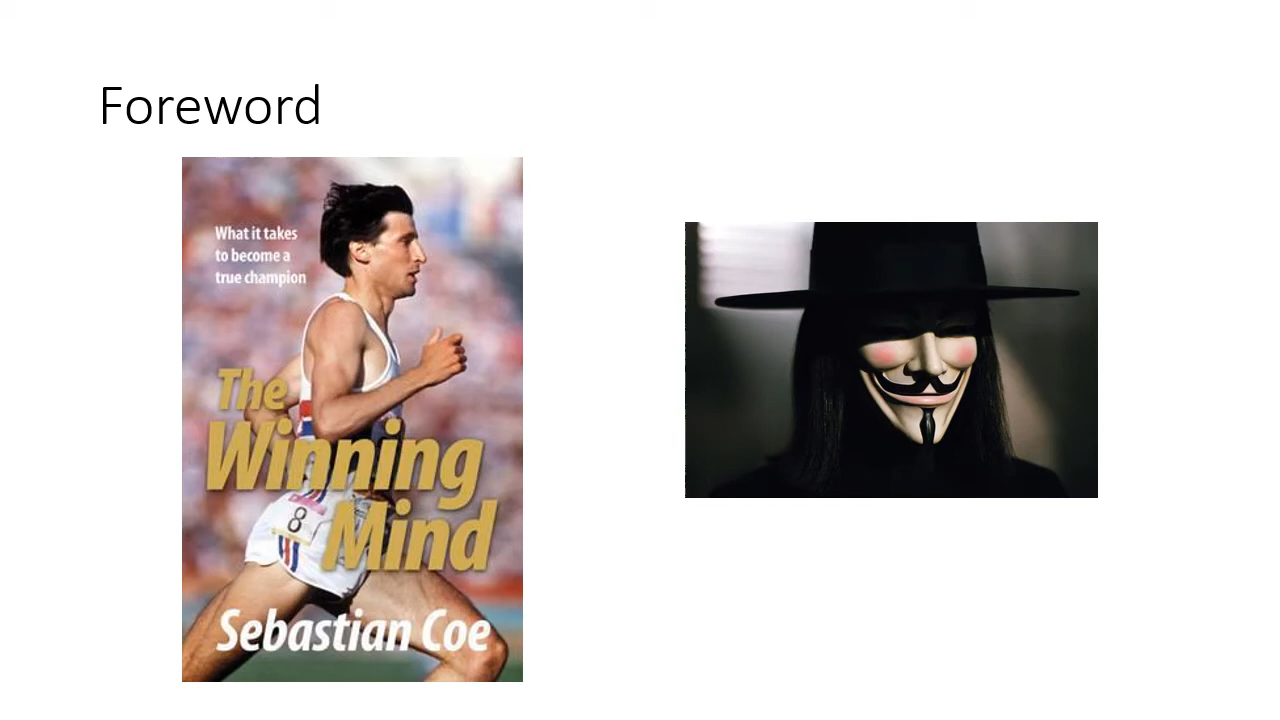 Foreword
What it takes
to become a
true champion
The
Winning
8
Mind
Sebastian Coe